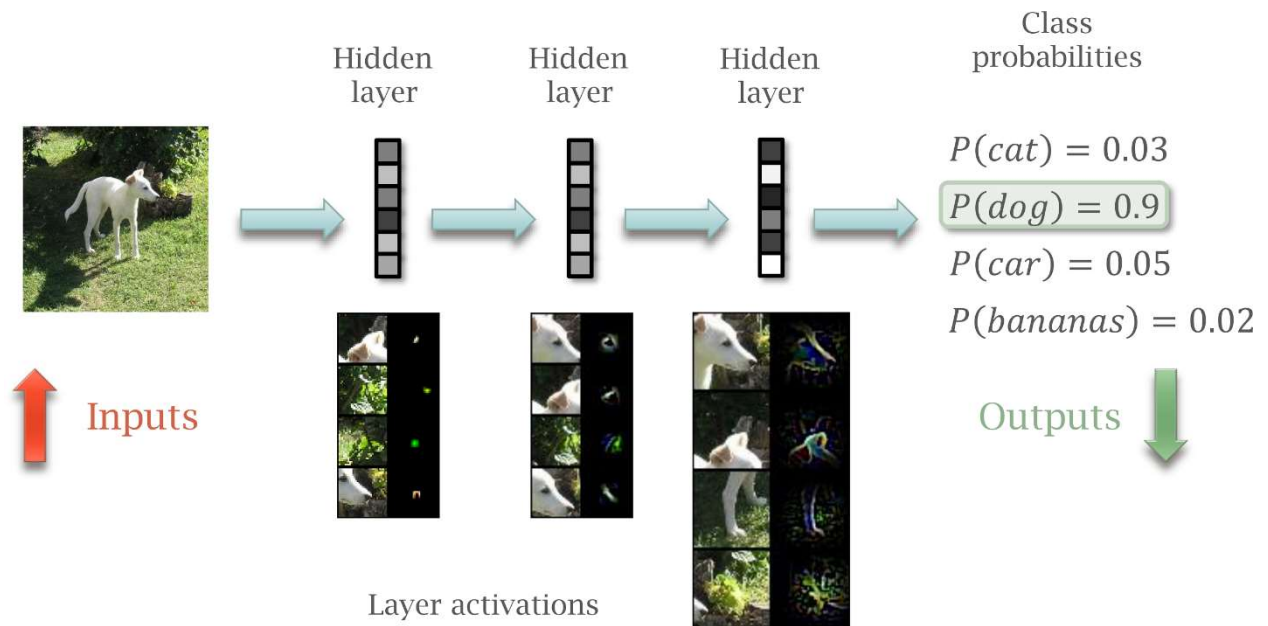 Hidden
layer
Hidden
layer
Hidden
layer
Class
probabilities
P(cat) = 0.03
P(dog) = 0.9
P(car) = 0.05
P(bananas) = 0.02
Inputs
Outputs
Layer activations